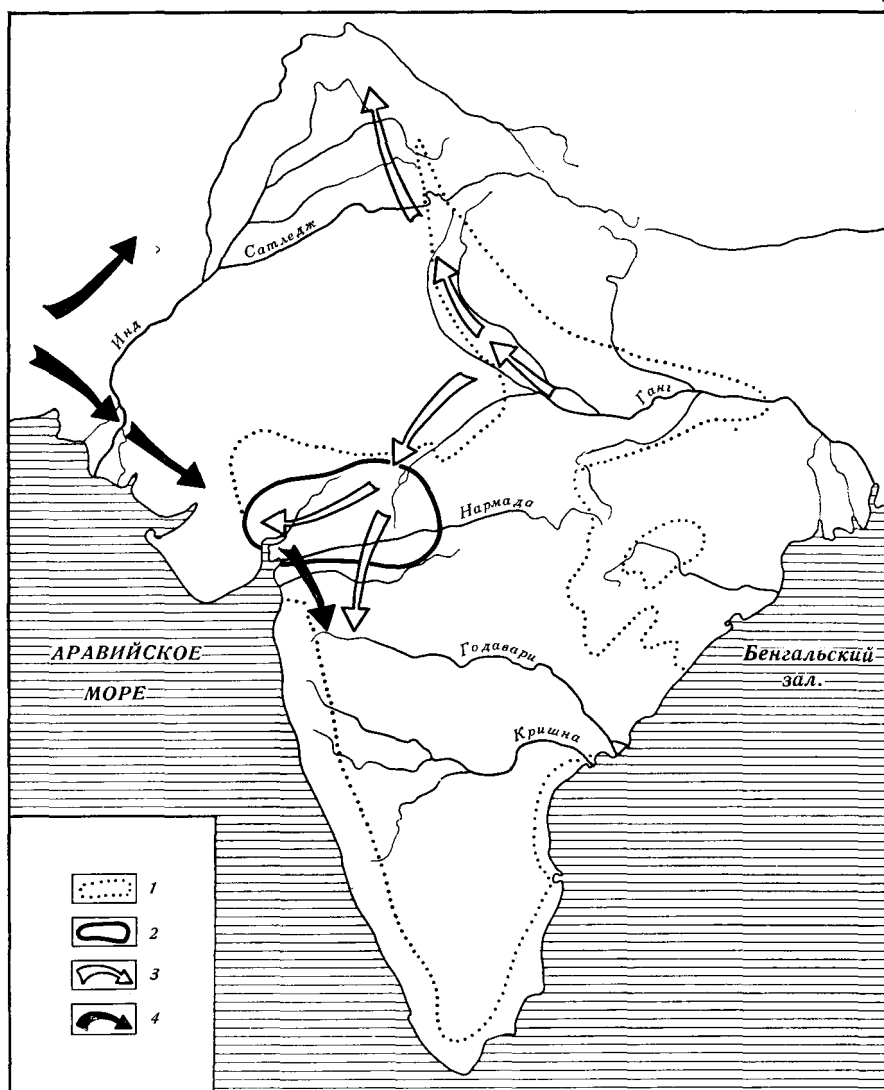 Сатледж
Инд
Ганг
Нармада
АРАВИЙСКОЕ
МОРЕ
Годавари
Бенгальский
зал.
Кришна
1
2
3
4